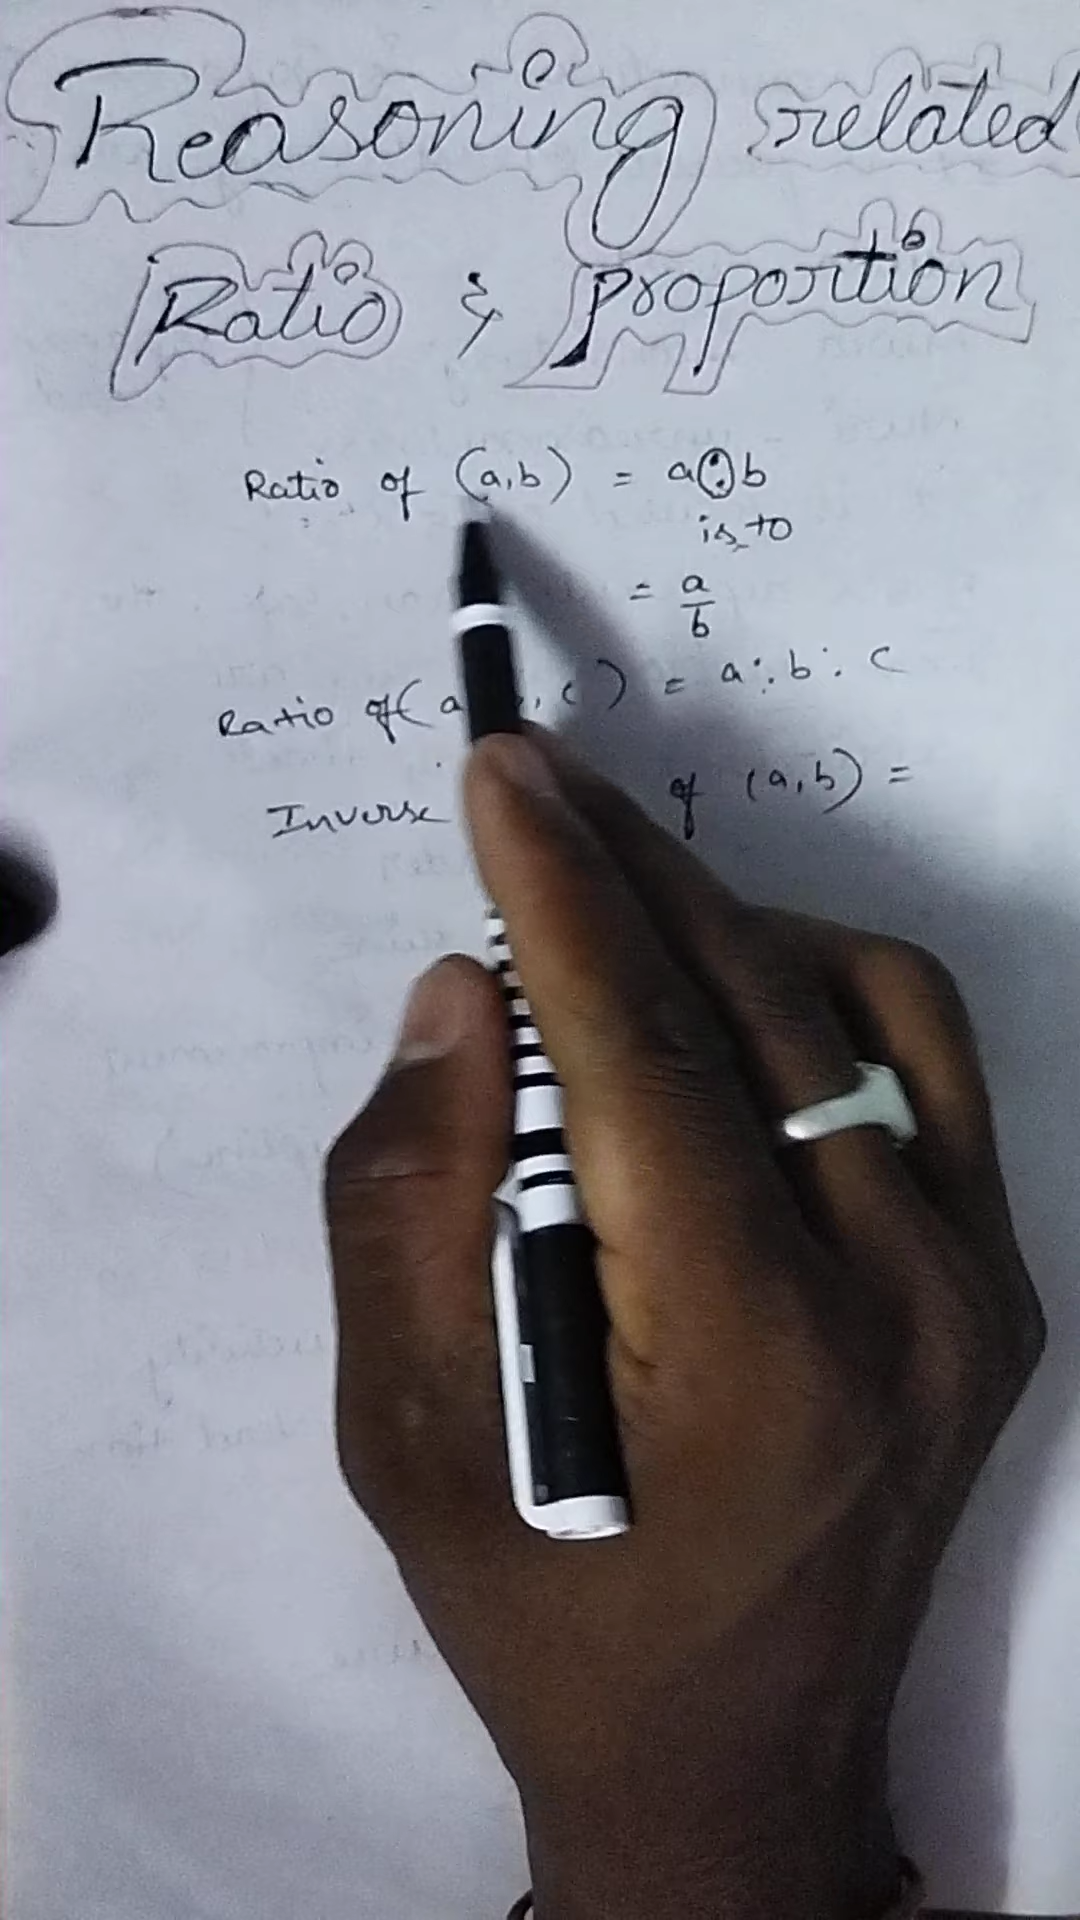 Reasoning related
Ratio & proportion
Ratio of (a,b) = a:b
is to
= a/b
Ratio of (a , c) = a : b : c
Inverse of (a,b) =